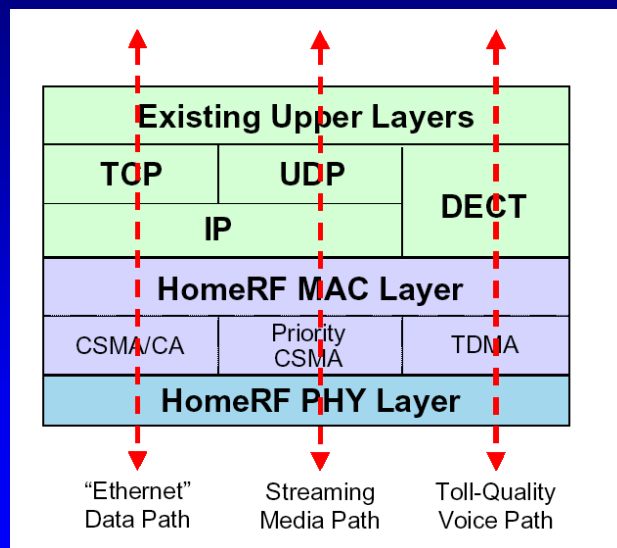 Existing Upper Layers
TCP
UDP
DECT
IP
HomeRF MAC Layer
CSMA/CA
Priority
CSMA
TDMA
HomeRF PHY Layer
“Ethernet”
Data Path
Streaming
Media Path
Toll-Quality
Voice Path